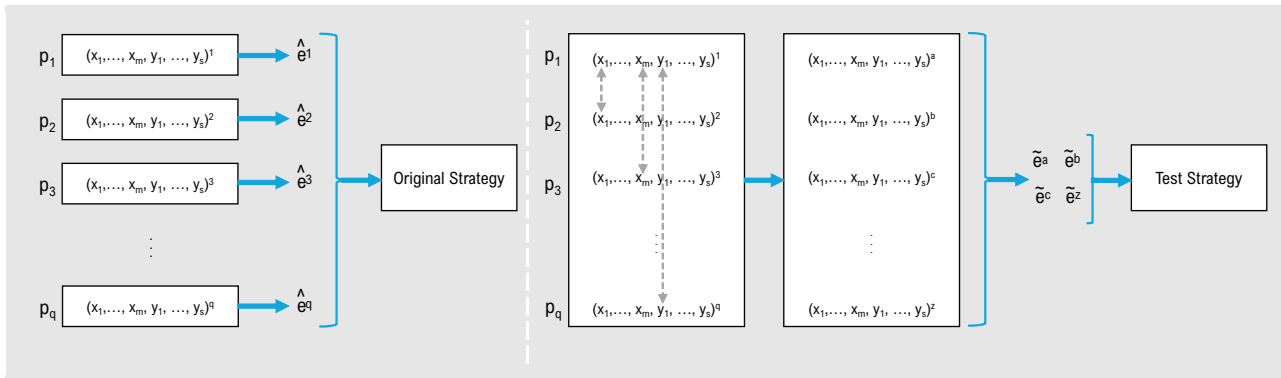 p₁ (x₁,…, xₘ, y₁, …, yₛ)¹ ê¹
p₂ (x₁,…, xₘ, y₁, …, yₛ)² ê²
p₃ (x₁,…, xₘ, y₁, …, yₛ)³ ê³
⋮
p_q (x₁,…, xₘ, y₁, …, yₛ)^q ê^q
Original Strategy
p₁ (x₁,…, xₘ, y₁, …, yₛ)¹
p₂ (x₁,…, xₘ, y₁, …, yₛ)²
p₃ (x₁,…, xₘ, y₁, …, yₛ)³
⋮
p_q (x₁,…, xₘ, y₁, …, yₛ)^q
(x₁,…, xₘ, y₁, …, yₛ)ᵃ
(x₁,…, xₘ, y₁, …, yₛ)ᵇ
(x₁,…, xₘ, y₁, …, yₛ)ᶜ
⋮
(x₁,…, xₘ, y₁, …, yₛ)ᶻ
ẽᵃ ẽᵇ
ẽᶜ ẽᶻ
Test Strategy